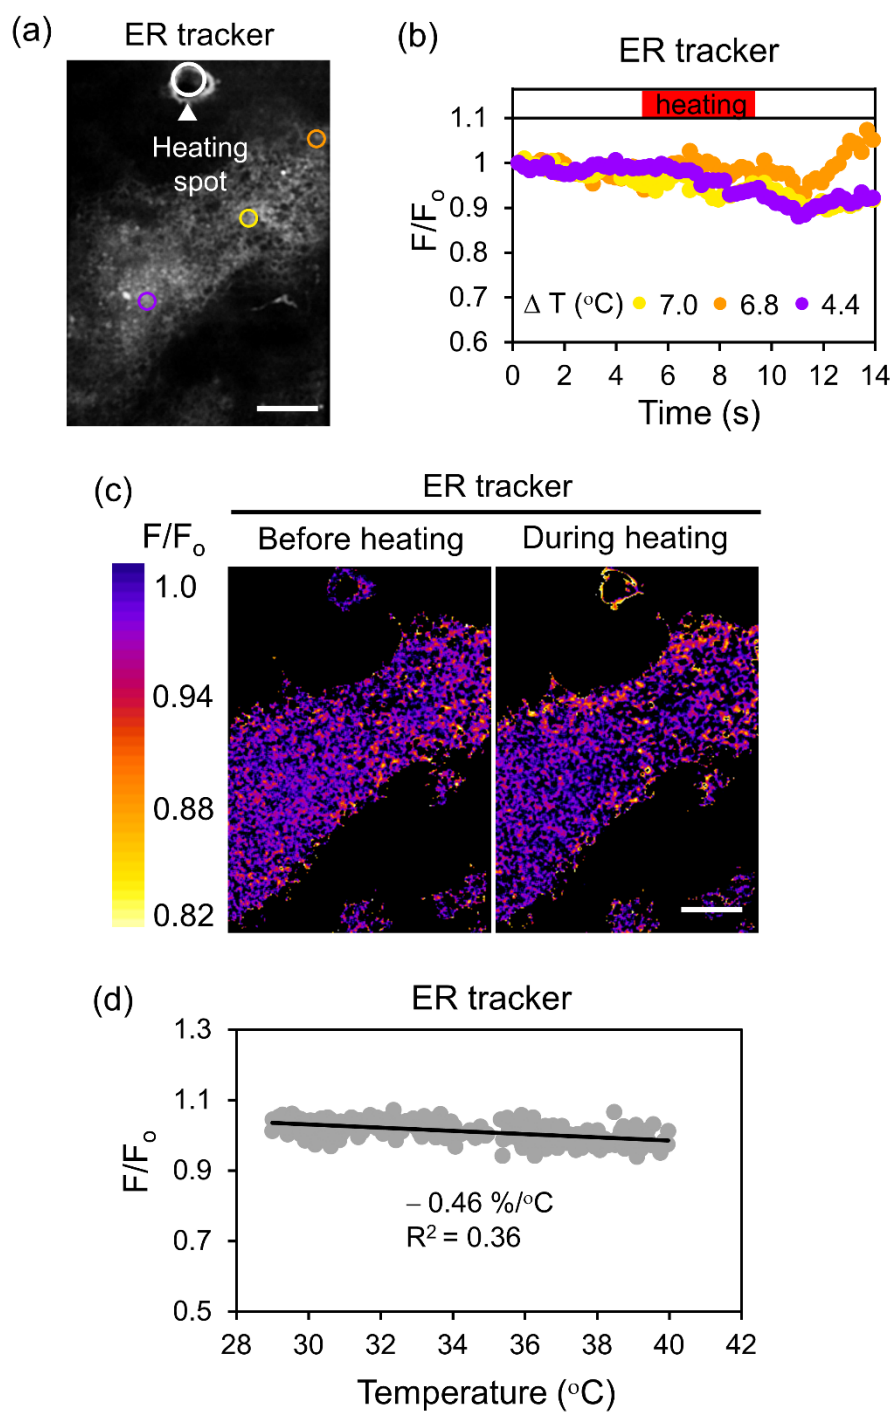 (a)
ER tracker
Heating
spot
(b)
ER tracker
heating
1.1
1
0.9
0.8
0.7
0.6
F/Fo
Δ T (oC) 7.0 6.8 4.4
0 2 4 6 8 10 12 14
Time (s)
(c)
ER tracker
F/Fo
Before heating
During heating
1.0
0.94
0.88
0.82
(d)
ER tracker
1.3
1.1
0.9
0.7
0.5
F/Fo
– 0.46 %/oC
R2 = 0.36
28 30 32 34 36 38 40 42
Temperature (oC)